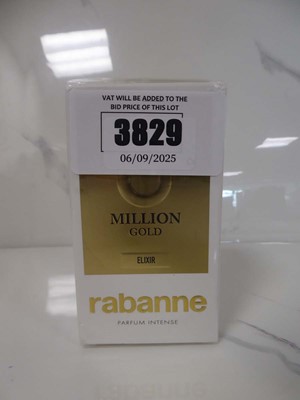 VAT WILL BE ADDED TO THE
BID PRICE OF THIS LOT
3829
06/09/2025
MILLION
GOLD
ELIXIR
rabanne
PARFUM INTENSE